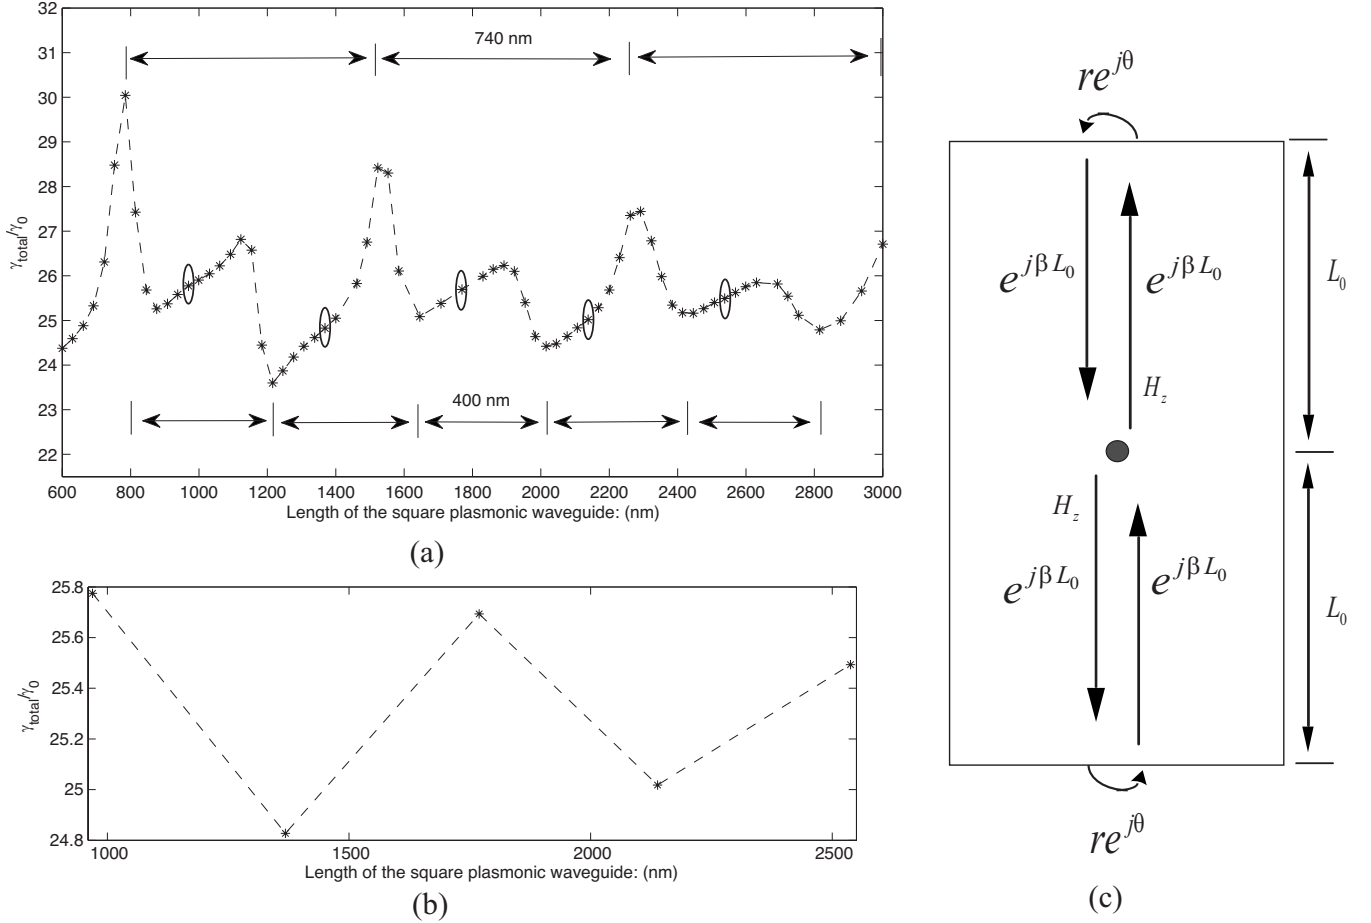 32
31
30
29
28
27
26
25
24
23
22
γtotal/γ0
740 nm
400 nm
600 800 1000 1200 1400 1600 1800 2000 2200 2400 2600 2800 3000
Length of the square plasmonic waveguide: (nm)
(a)
25.8
25.6
25.4
25.2
25
24.8
γtotal/γ0
1000 1500 2000 2500
Length of the square plasmonic waveguide: (nm)
(b)
re^{jθ}
e^{jβL0} e^{jβL0}
L0
Hz
Hz
e^{jβL0} e^{jβL0}
L0
re^{jθ}
(c)